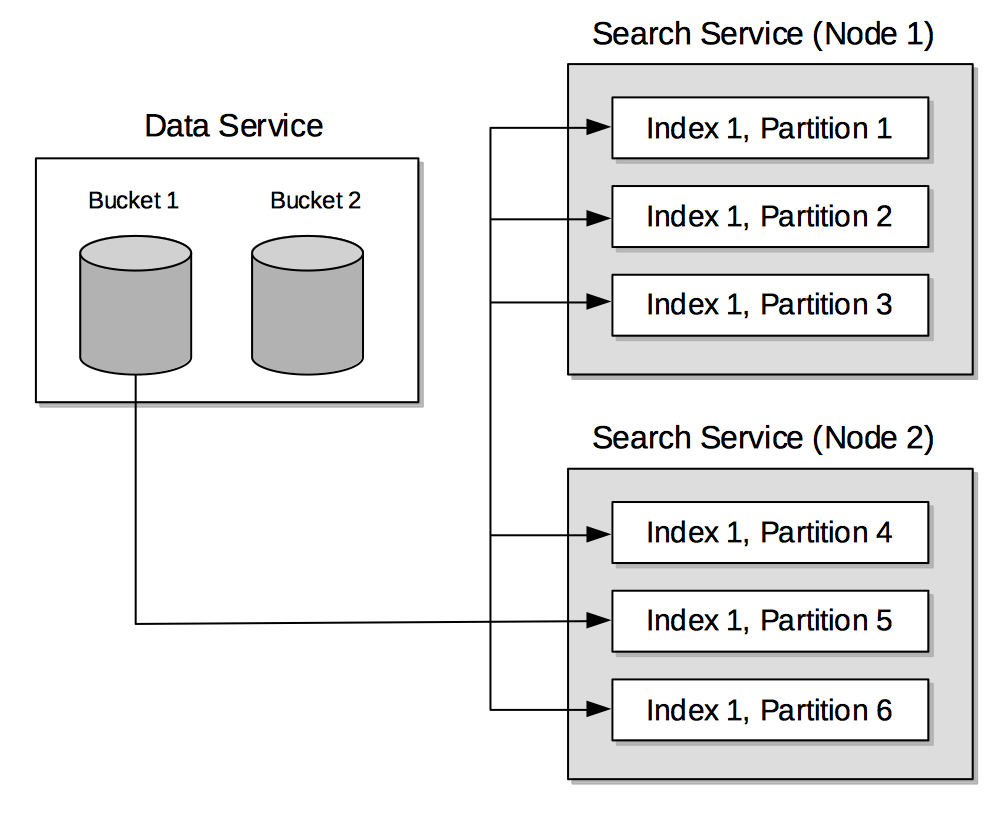 Data Service
Bucket 1
Bucket 2
Search Service (Node 1)
Index 1, Partition 1
Index 1, Partition 2
Index 1, Partition 3
Search Service (Node 2)
Index 1, Partition 4
Index 1, Partition 5
Index 1, Partition 6